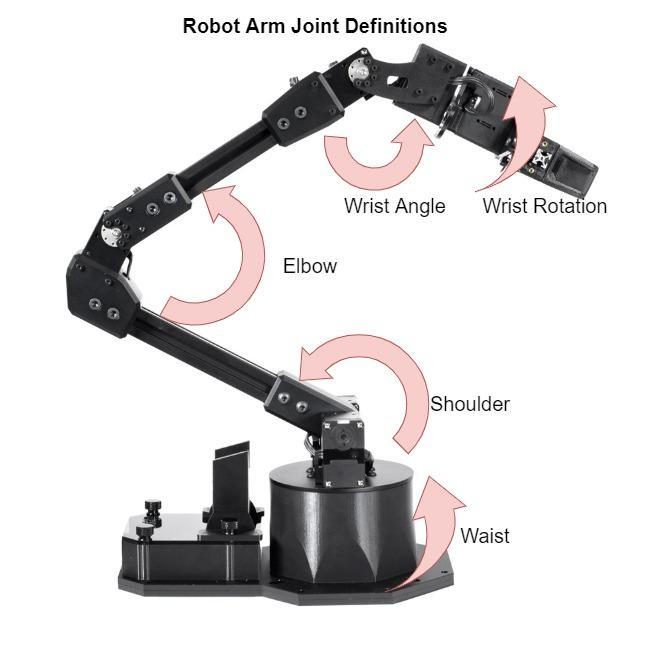 Robot Arm Joint Definitions
Wrist Angle
Wrist Rotation
Elbow
Shoulder
Waist